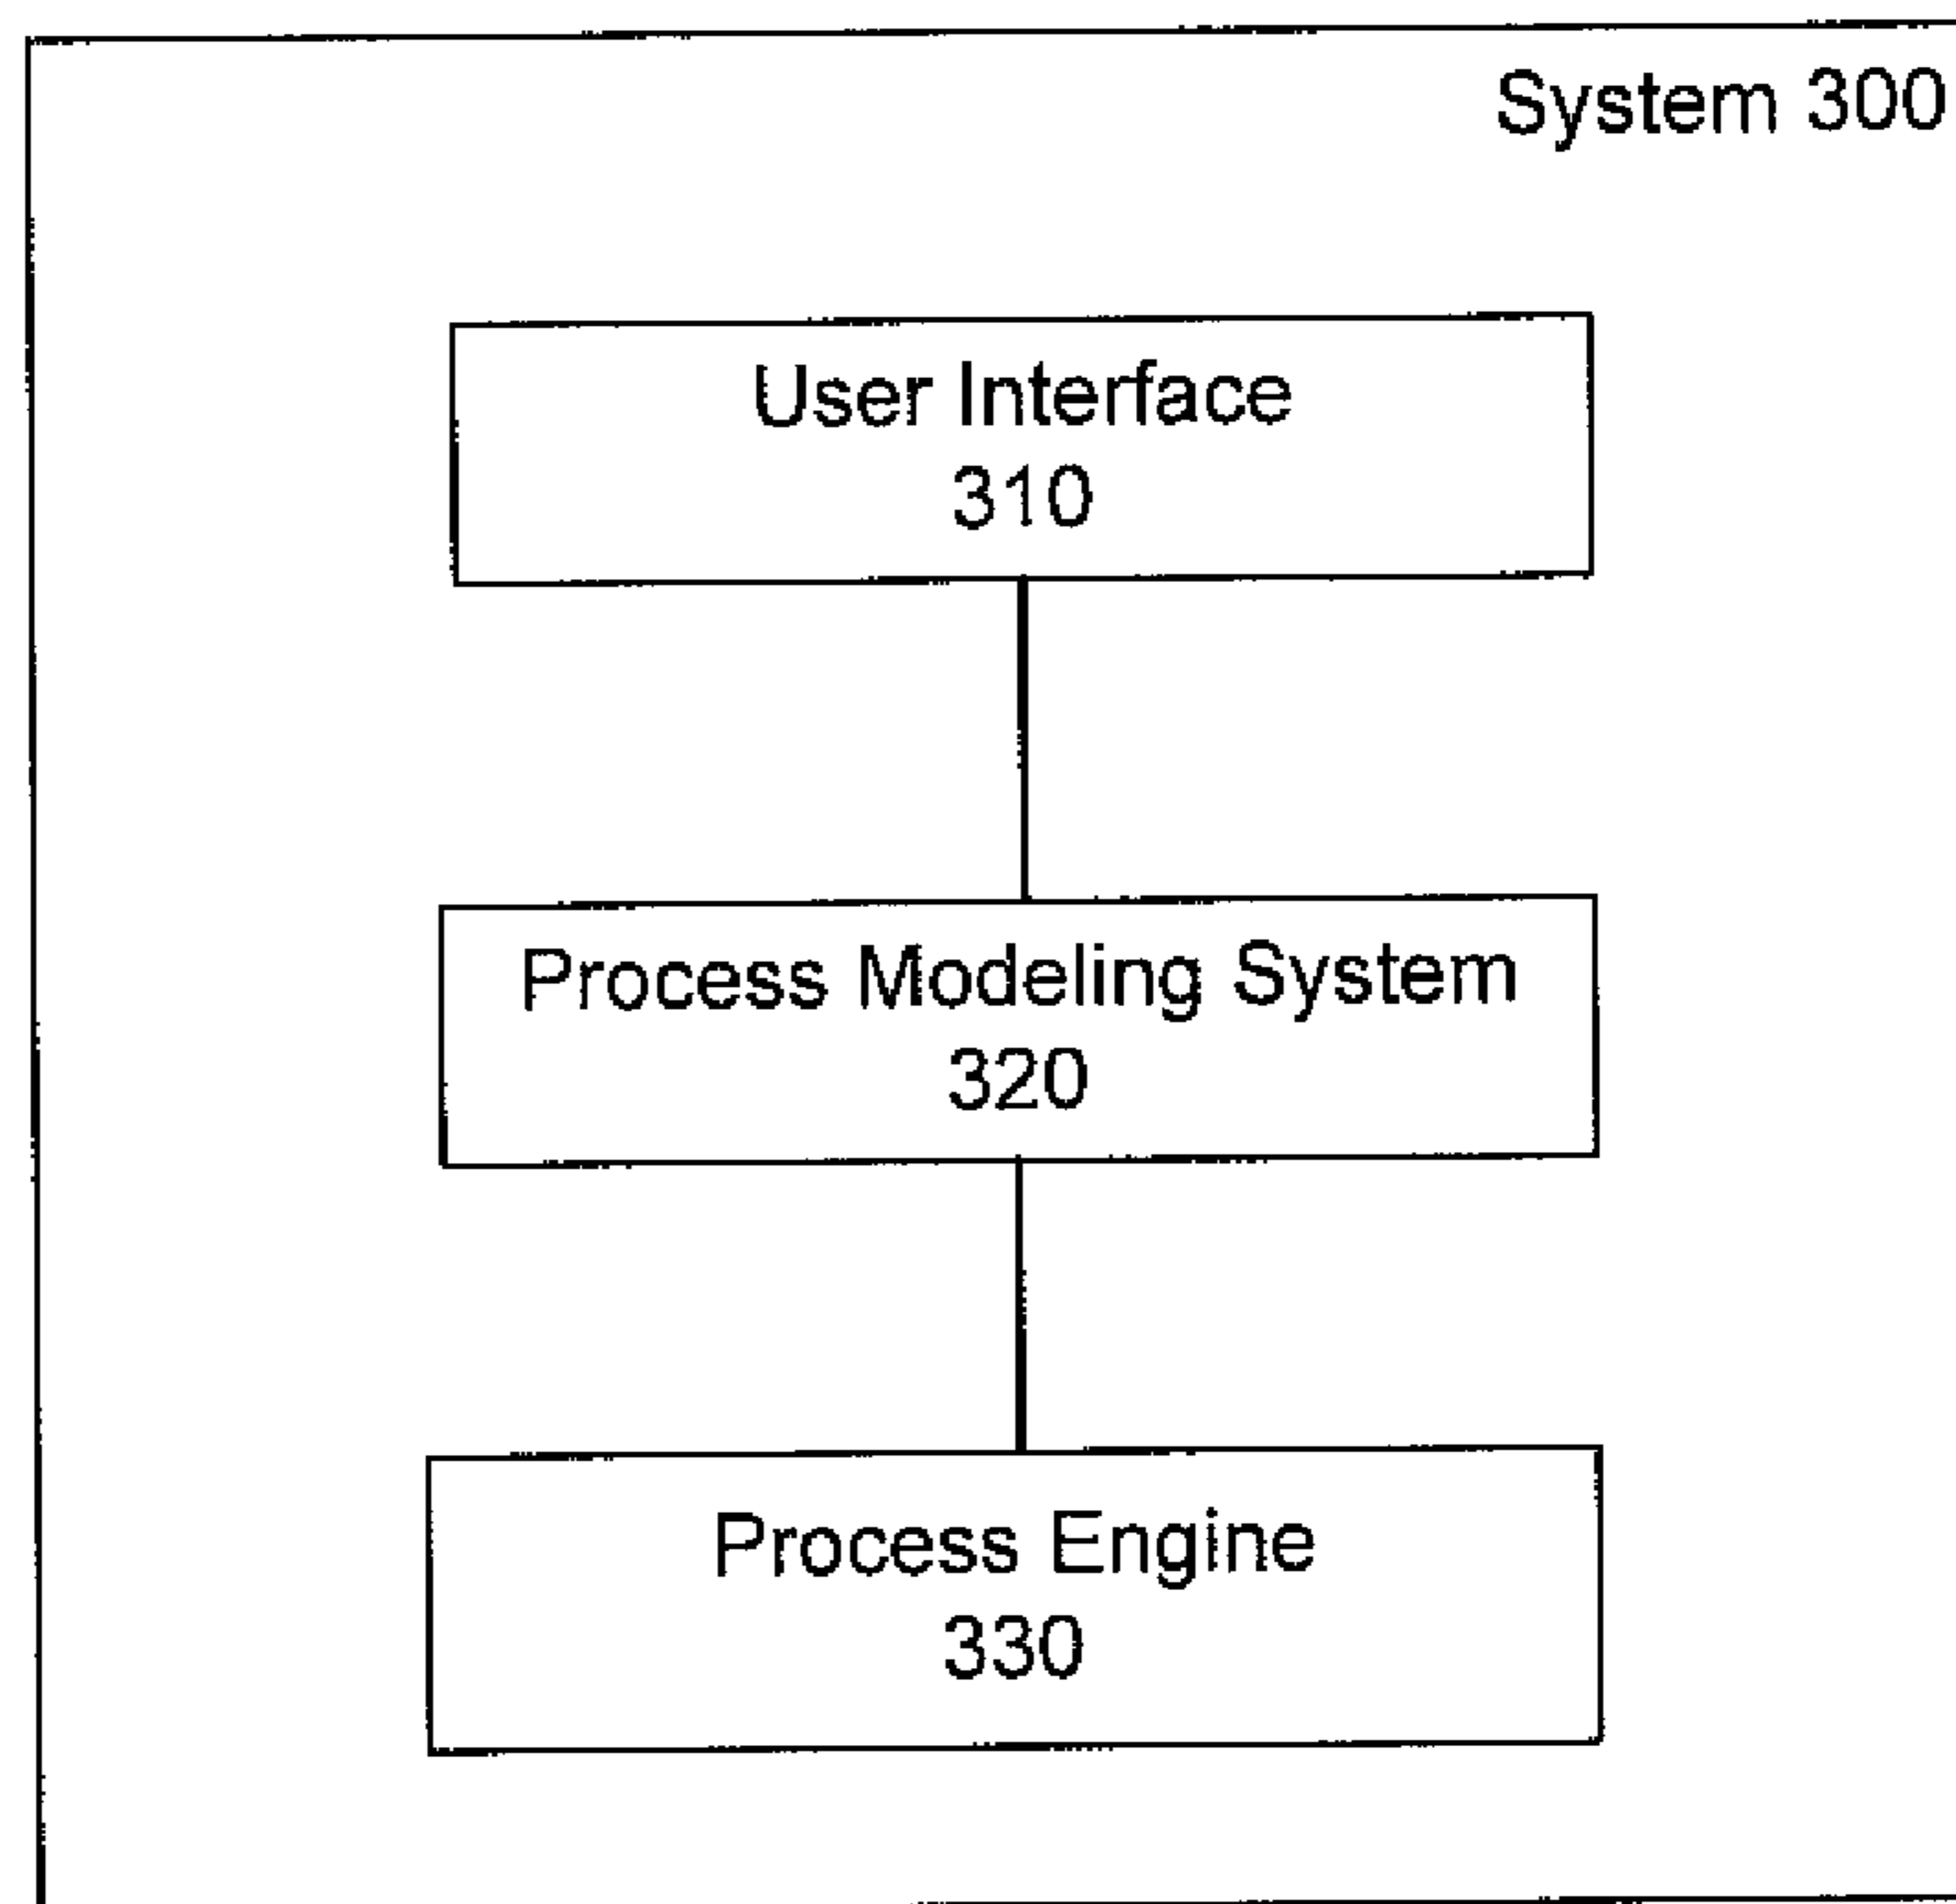 System 300
User Interface
310
Process Modeling System
320
Process Engine
330